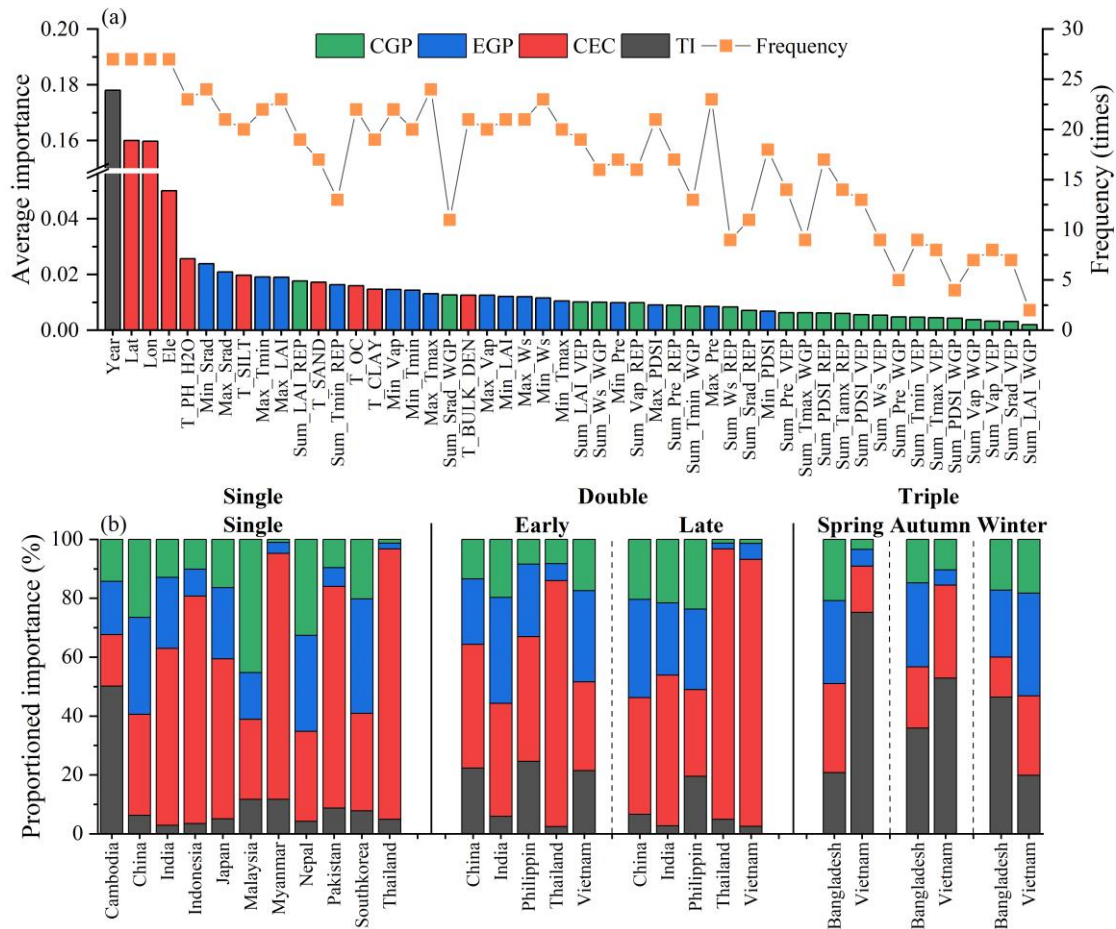 (a)
CGP EGP CEC TI Frequency
Average importance
0.20
0.18
0.16
0.04
0.02
0.00
Frequency (times)
30
25
20
15
10
5
0
Year
Lat
Lon
Ele
T_PH_H2O
Min_Srad
Max_Srad
T_SILT
Max_Tmin
Max_LAI
Sum_LAI_REP
T_SAND
Sum_Tmin_REP
T_OC
T_CLAY
Min_Vap
Min_Tmin
Max_Tmax
Sum_Srad_WGP
T_BULK_DEN
Max_Vap
Min_LAI
Max_Ws
Min_Ws
Min_Tmax
Sum_LAI_VEP
Sum_Ws_WGP
Min_Pre
Sum_Vap_REP
Max_PDSI
Sum_Pre_REP
Sum_Tmin_WGP
Max_Pre
Sum_Ws_REP
Sum_Srad_REP
Min_PDSI
Sum_Pre_VEP
Sum_Tmax_WGP
Sum_PDSI_REP
Sum_Tamx_REP
Sum_PDSI_VEP
Sum_Ws_VEP
Sum_Pre_WGP
Sum_Tmin_VEP
Sum_Tmax_VEP
Sum_PDSI_WGP
Sum_Vap_WGP
Sum_Vap_VEP
Sum_Srad_VEP
Sum_LAI_WGP
Single Double Triple
(b) Single Early Late Spring Autumn Winter
Proportioned importance (%)
100
80
60
40
20
0
Cambodia
China
India
Indonesia
Japan
Malaysia
Myanmar
Nepal
Pakistan
Southkorea
Thailand
China
India
Philippin
Thailand
Vietnam
China
India
Philippin
Thailand
Vietnam
Bangladesh
Vietnam
Bangladesh
Vietnam
Bangladesh
Vietnam